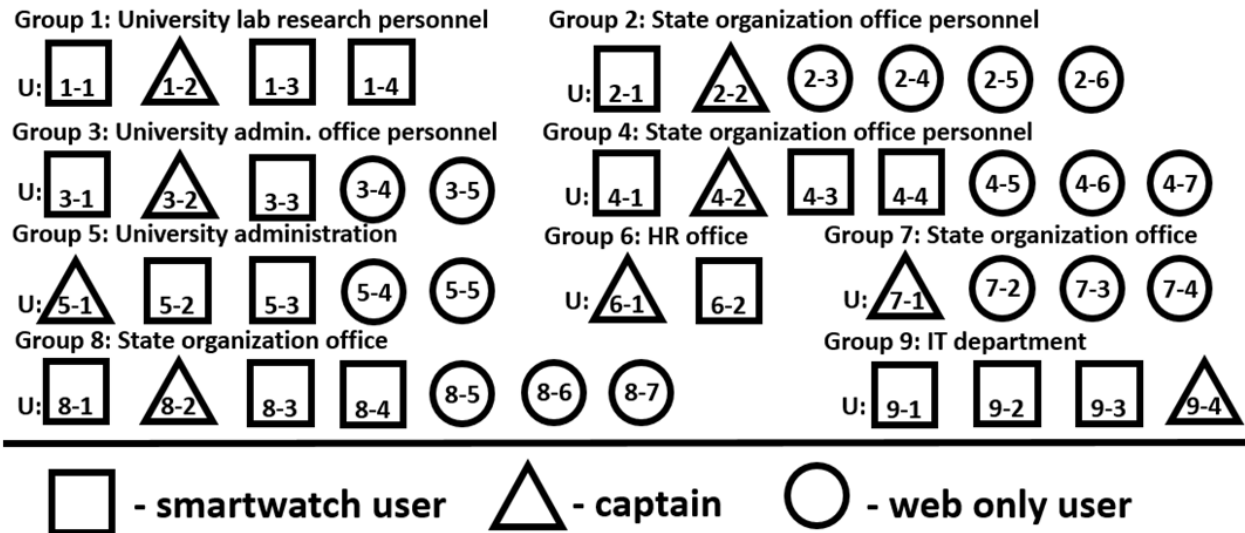 Group 1: University lab research personnel
U: 1-1 1-2 1-3 1-4
Group 2: State organization office personnel
U: 2-1 2-2 2-3 2-4 2-5 2-6
Group 3: University admin. office personnel
U: 3-1 3-2 3-3 3-4 3-5
Group 4: State organization office personnel
U: 4-1 4-2 4-3 4-4 4-5 4-6 4-7
Group 5: University administration
U: 5-1 5-2 5-3 5-4 5-5
Group 6: HR office
U: 6-1 6-2
Group 7: State organization office
U: 7-1 7-2 7-3 7-4
Group 8: State organization office
U: 8-1 8-2 8-3 8-4 8-5 8-6 8-7
Group 9: IT department
U: 9-1 9-2 9-3 9-4
- smartwatch user
- captain
- web only user